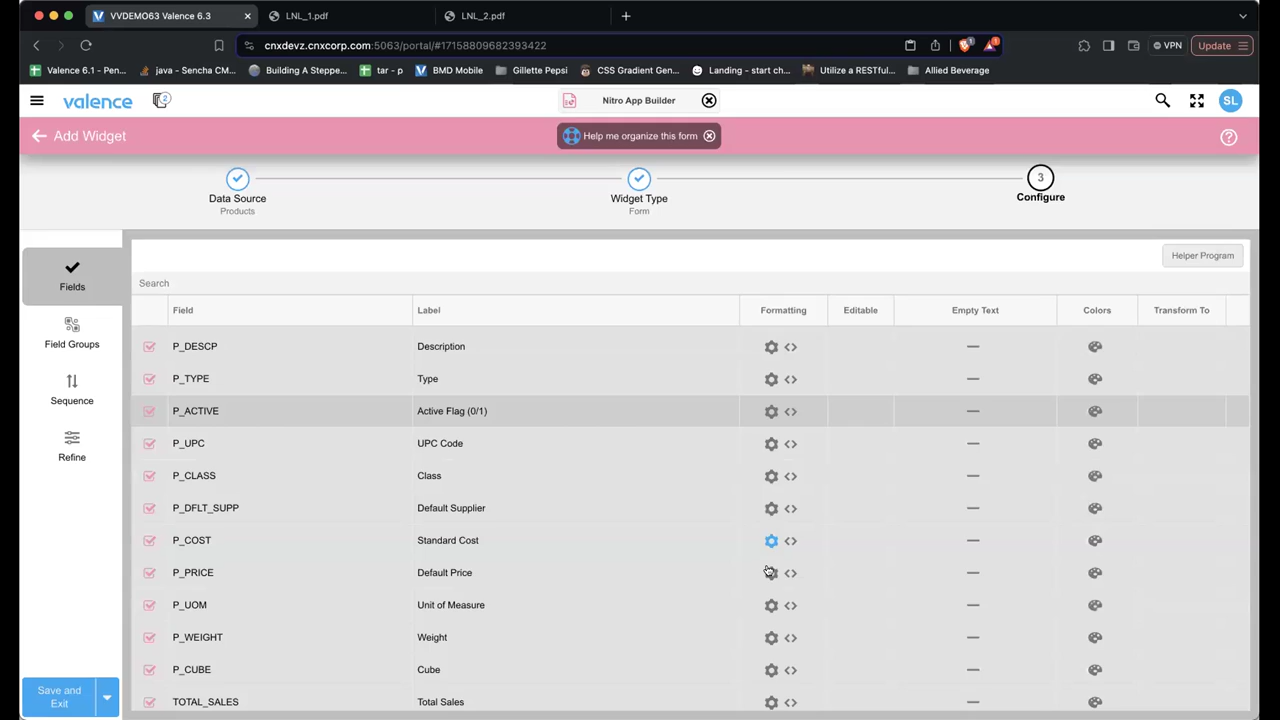 VVDEMO63 Valence 6.3
LNL_1.pdf
LNL_2.pdf
cnxdevz.cnxcorp.com:5063/portal/#17158809682393422
1
1
VPN
Update
Valence 6.1 - Pen...
java - Sencha CM...
Building A Steppe...
tar - p
BMD Mobile
Gillette Pepsi
CSS Gradient Gen...
Landing - start ch...
Utilize a RESTful...
Allied Beverage
valence
2
Nitro App Builder
SL
Add Widget
Help me organize this form
Data Source
Products
Widget Type
Form
3
Configure
Fields
Field Groups
Sequence
Refine
Save and
Exit
Helper Program
Search
Field Label Formatting Editable Empty Text Colors Transform To
P_DESCP Description
P_TYPE Type
P_ACTIVE Active Flag (0/1)
P_UPC UPC Code
P_CLASS Class
P_DFLT_SUPP Default Supplier
P_COST Standard Cost
P_PRICE Default Price
P_UOM Unit of Measure
P_WEIGHT Weight
P_CUBE Cube
TOTAL_SALES Total Sales